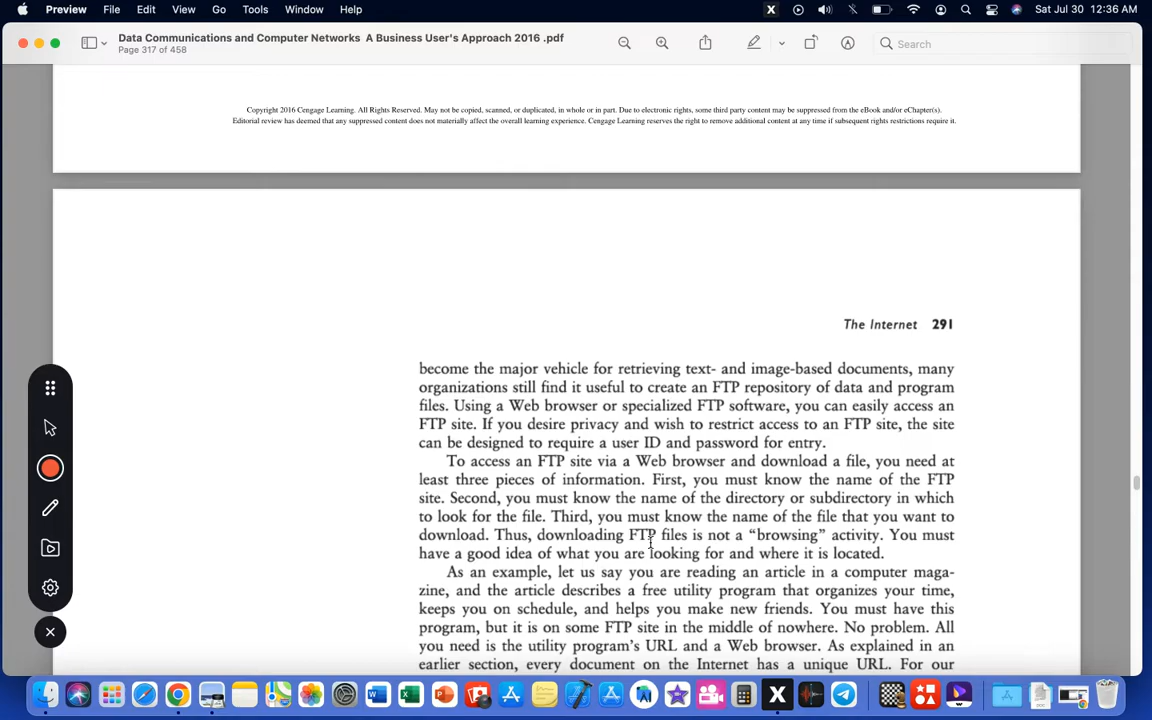 Preview File Edit View Go Tools Window Help X Sat Jul 30 12:36 AM
Data Communications and Computer Networks A Business User's Approach 2016 .pdf
Page 317 of 458
Search
Copyright 2016 Cengage Learning. All Rights Reserved. May not be copied, scanned, or duplicated, in whole or in part. Due to electronic rights, some third party content may be suppressed from the eBook and/or eChapter(s).
Editorial review has deemed that any suppressed content does not materially affect the overall learning experience. Cengage Learning reserves the right to remove additional content at any time if subsequent rights restrictions require it.
The Internet 291
become the major vehicle for retrieving text- and image-based documents, many
organizations still find it useful to create an FTP repository of data and program
files. Using a Web browser or specialized FTP software, you can easily access an
FTP site. If you desire privacy and wish to restrict access to an FTP site, the site
can be designed to require a user ID and password for entry.
To access an FTP site via a Web browser and download a file, you need at
least three pieces of information. First, you must know the name of the FTP
site. Second, you must know the name of the directory or subdirectory in which
to look for the file. Third, you must know the name of the file that you want to
download. Thus, downloading FTP files is not a “browsing” activity. You must
have a good idea of what you are looking for and where it is located.
As an example, let us say you are reading an article in a computer maga-
zine, and the article describes a free utility program that organizes your time,
keeps you on schedule, and helps you make new friends. You must have this
program, but it is on some FTP site in the middle of nowhere. No problem. All
you need is the utility program's URL and a Web browser. As explained in an
earlier section, every document on the Internet has a unique URL. For our